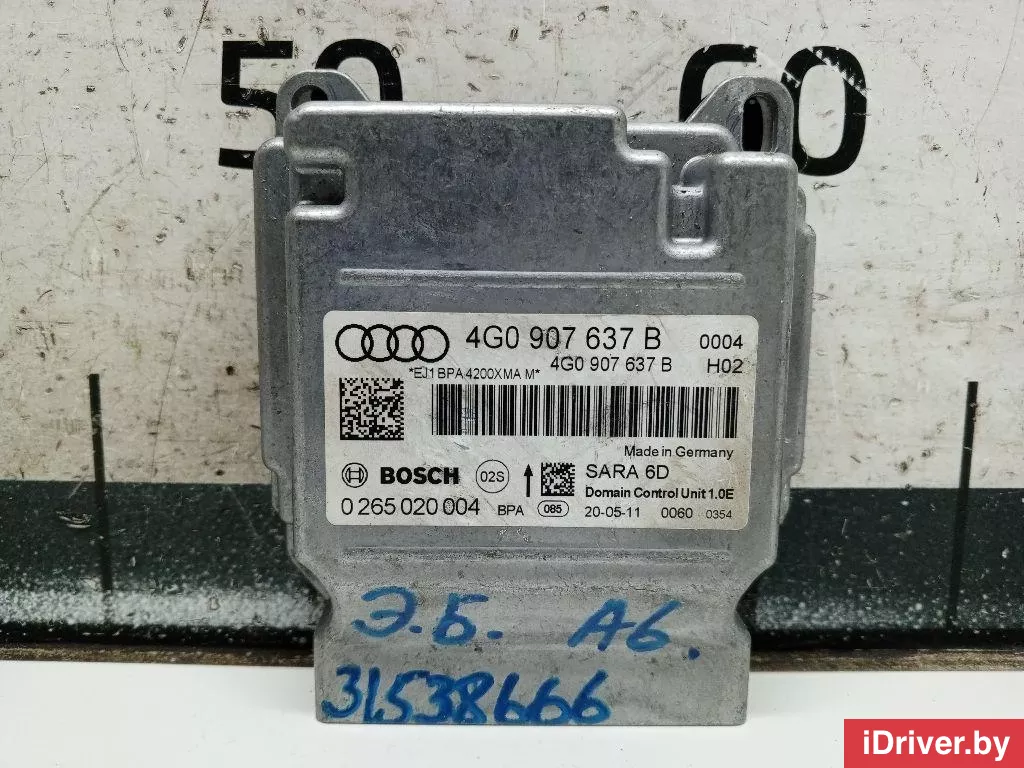 50 60
4G0 907 637 B 0004
4G0 907 637 B H02
*EJ1 BPA 4200XMA M*
Made in Germany
BOSCH 02S SARA 6D
Domain Control Unit 1.0E
0 265 020 004 BPA 085 20-05-11 0060 0354
Э.Б. A6.
31538666
iDriver.by